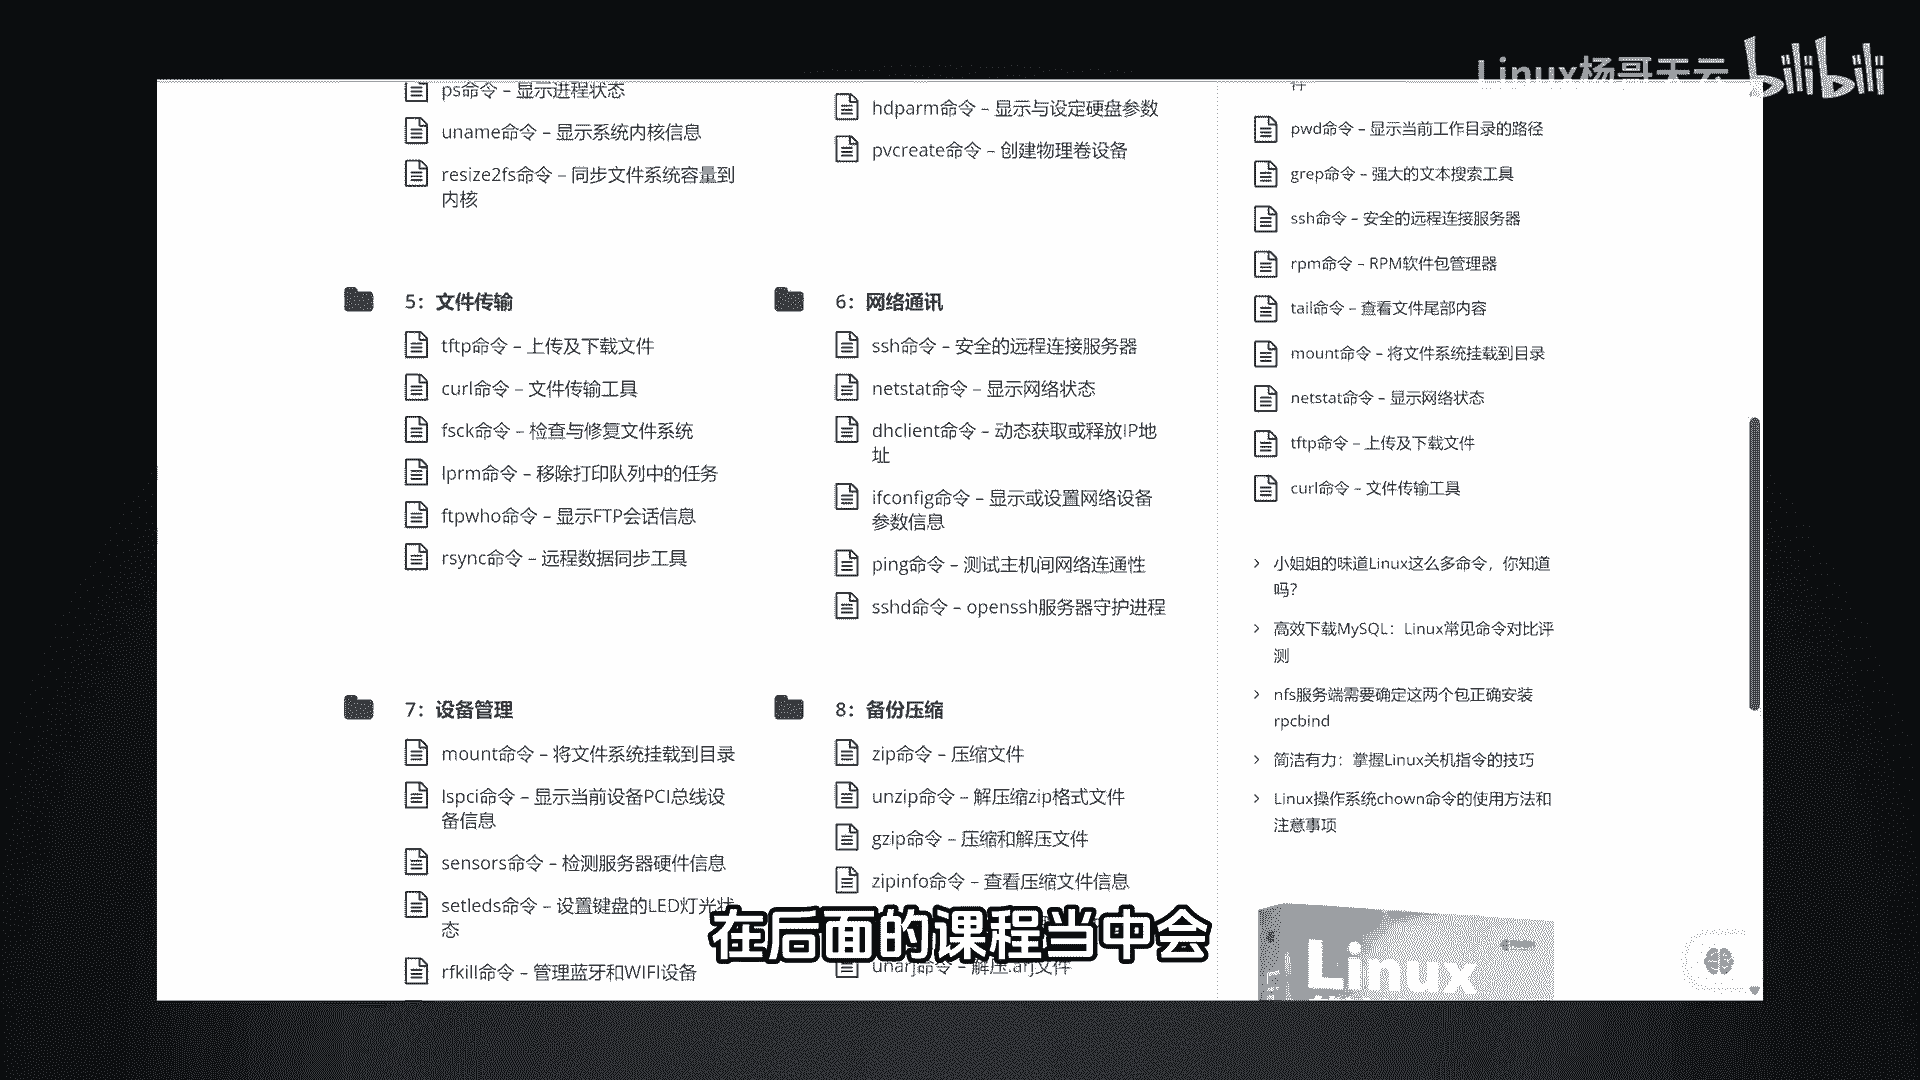 Linux杨哥天云 bilibili
ps命令 – 显示进程状态
uname命令 – 显示系统内核信息
resize2fs命令 – 同步文件系统容量到
内核
hdparm命令 – 显示与设定硬盘参数
pvcreate命令 – 创建物理卷设备
5：文件传输
tftp命令 – 上传及下载文件
curl命令 – 文件传输工具
fsck命令 – 检查与修复文件系统
lprm命令 – 移除打印队列中的任务
ftpwho命令 – 显示FTP会话信息
rsync命令 – 远程数据同步工具
6：网络通讯
ssh命令 – 安全的远程连接服务器
netstat命令 – 显示网络状态
dhclient命令 – 动态获取或释放IP地
址
ifconfig命令 – 显示或设置网络设备
参数信息
ping命令 – 测试主机间网络连通性
sshd命令 – openssh服务器守护进程
7：设备管理
mount命令 – 将文件系统挂载到目录
lspci命令 – 显示当前设备PCI总线设
备信息
sensors命令 – 检测服务器硬件信息
setleds命令 – 设置键盘的LED灯光状
态
rfkill命令 – 管理蓝牙和WIFI设备
8：备份压缩
zip命令 – 压缩文件
unzip命令 – 解压缩zip格式文件
gzip命令 – 压缩和解压文件
zipinfo命令 – 查看压缩文件信息
unarj命令 – 解压.arj文件
件
pwd命令 – 显示当前工作目录的路径
grep命令 – 强大的文本搜索工具
ssh命令 – 安全的远程连接服务器
rpm命令 – RPM软件包管理器
tail命令 – 查看文件尾部内容
mount命令 – 将文件系统挂载到目录
netstat命令 – 显示网络状态
tftp命令 – 上传及下载文件
curl命令 – 文件传输工具
小姐姐的味道Linux这么多命令，你知道
吗？
高效下载MySQL：Linux常见命令对比评
测
nfs服务端需要确定这两个包正确安装
rpcbind
简洁有力：掌握Linux关机指令的技巧
Linux操作系统chown命令的使用方法和
注意事项
Linux
在后面的课程当中会